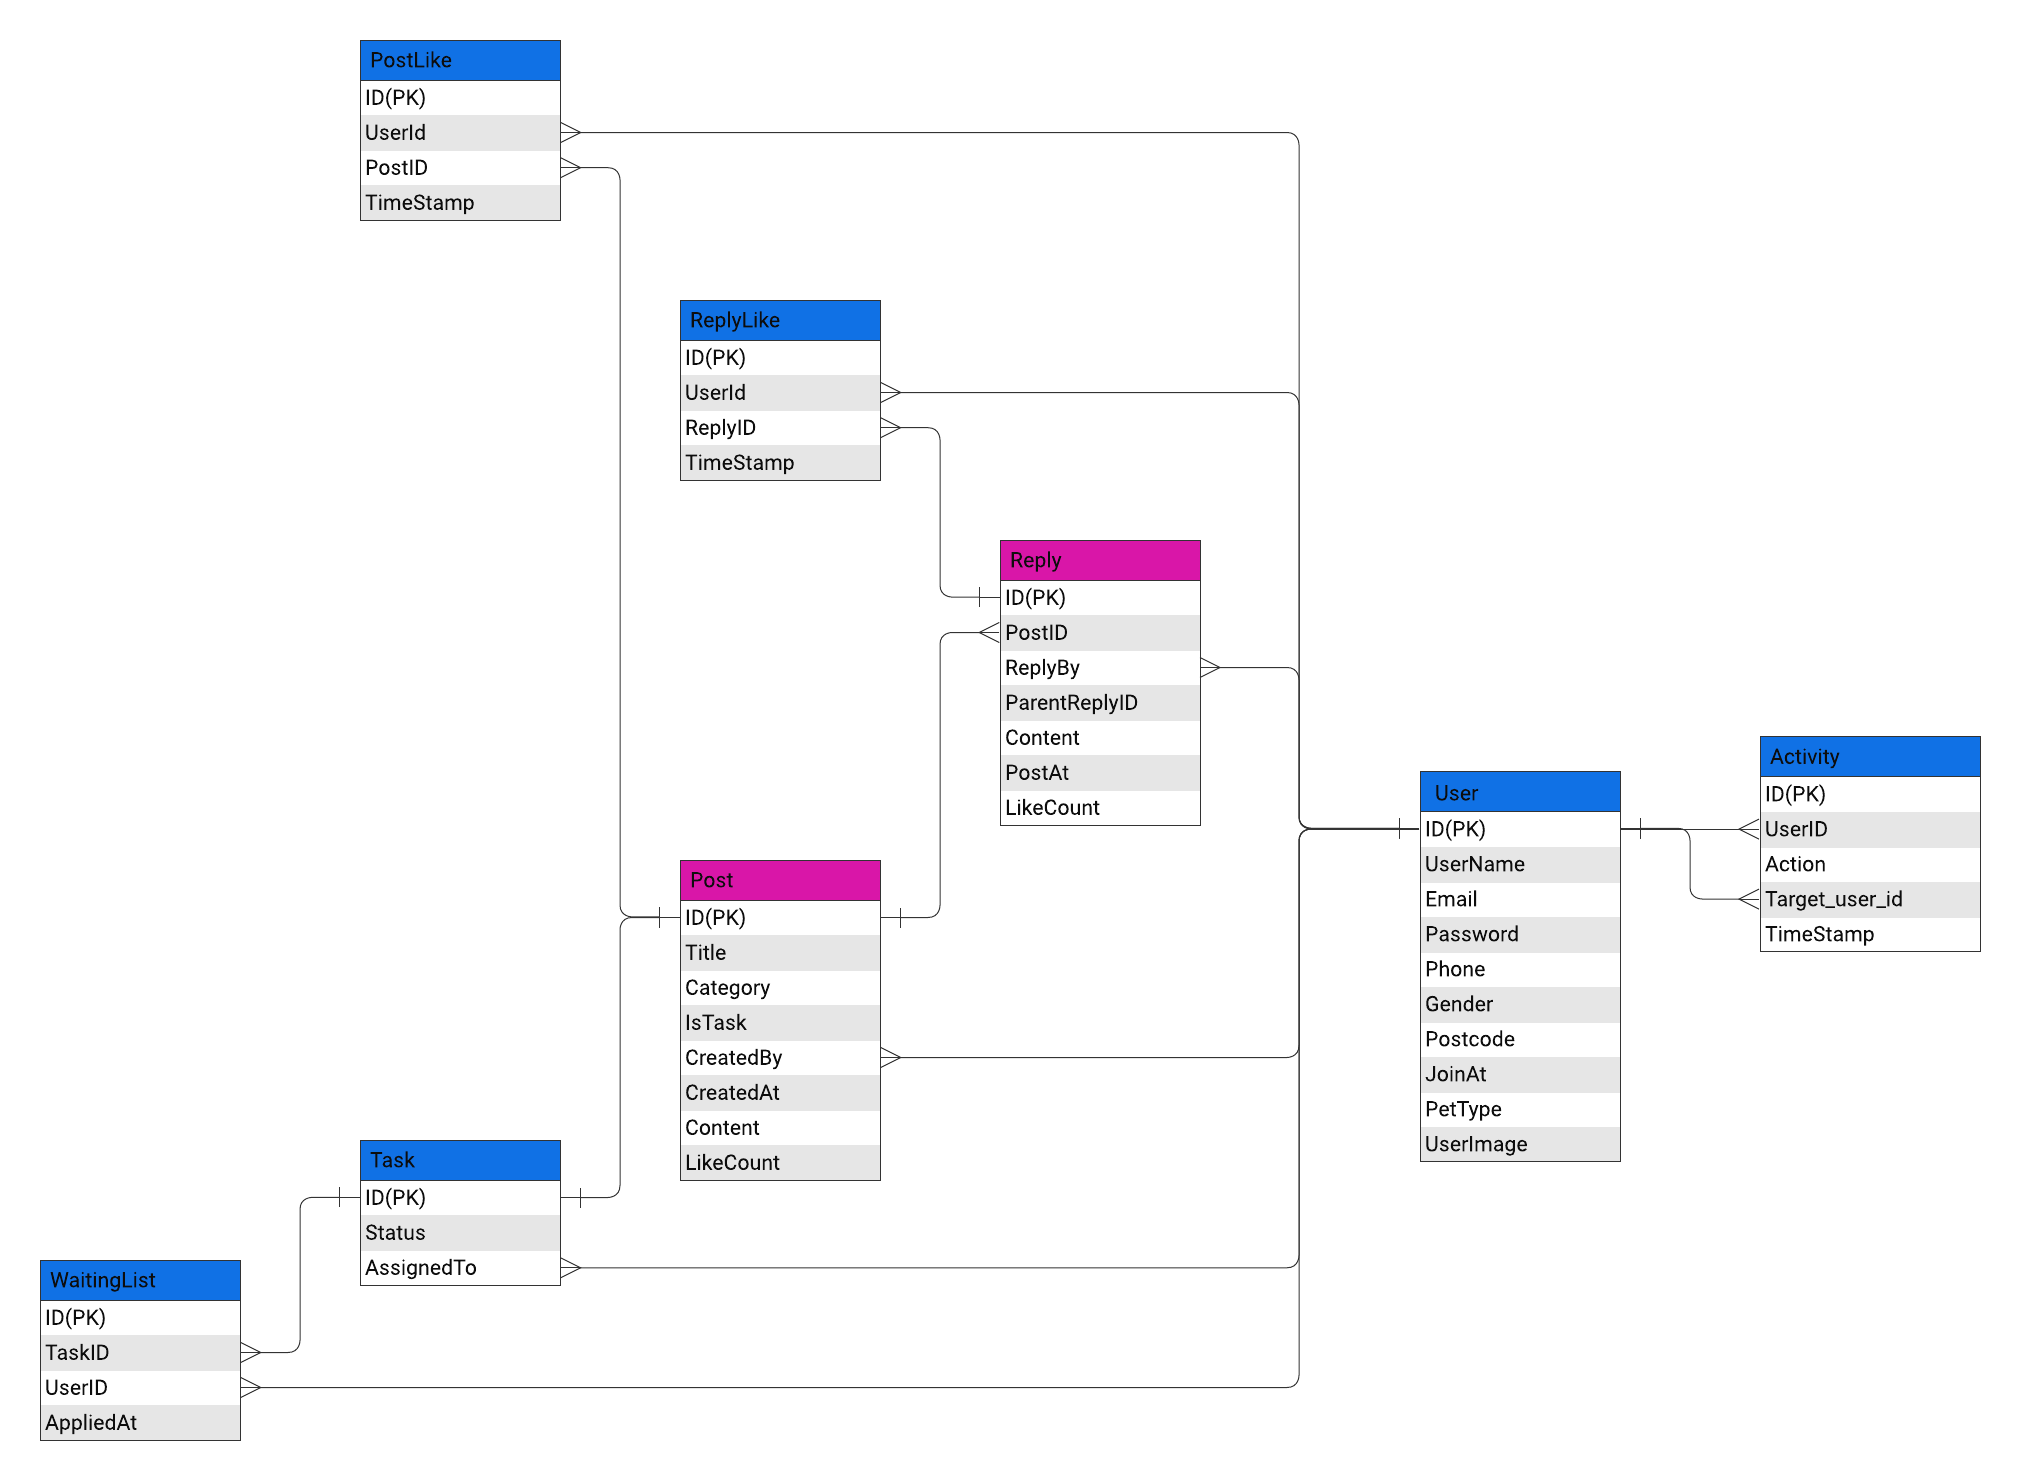 PostLike
ID(PK)
UserId
PostID
TimeStamp
ReplyLike
ID(PK)
UserId
ReplyID
TimeStamp
Reply
ID(PK)
PostID
ReplyBy
ParentReplyID
Content
PostAt
LikeCount
Post
ID(PK)
Title
Category
IsTask
CreatedBy
CreatedAt
Content
LikeCount
User
ID(PK)
UserName
Email
Password
Phone
Gender
Postcode
JoinAt
PetType
UserImage
Activity
ID(PK)
UserID
Action
Target_user_id
TimeStamp
Task
ID(PK)
Status
AssignedTo
WaitingList
ID(PK)
TaskID
UserID
AppliedAt